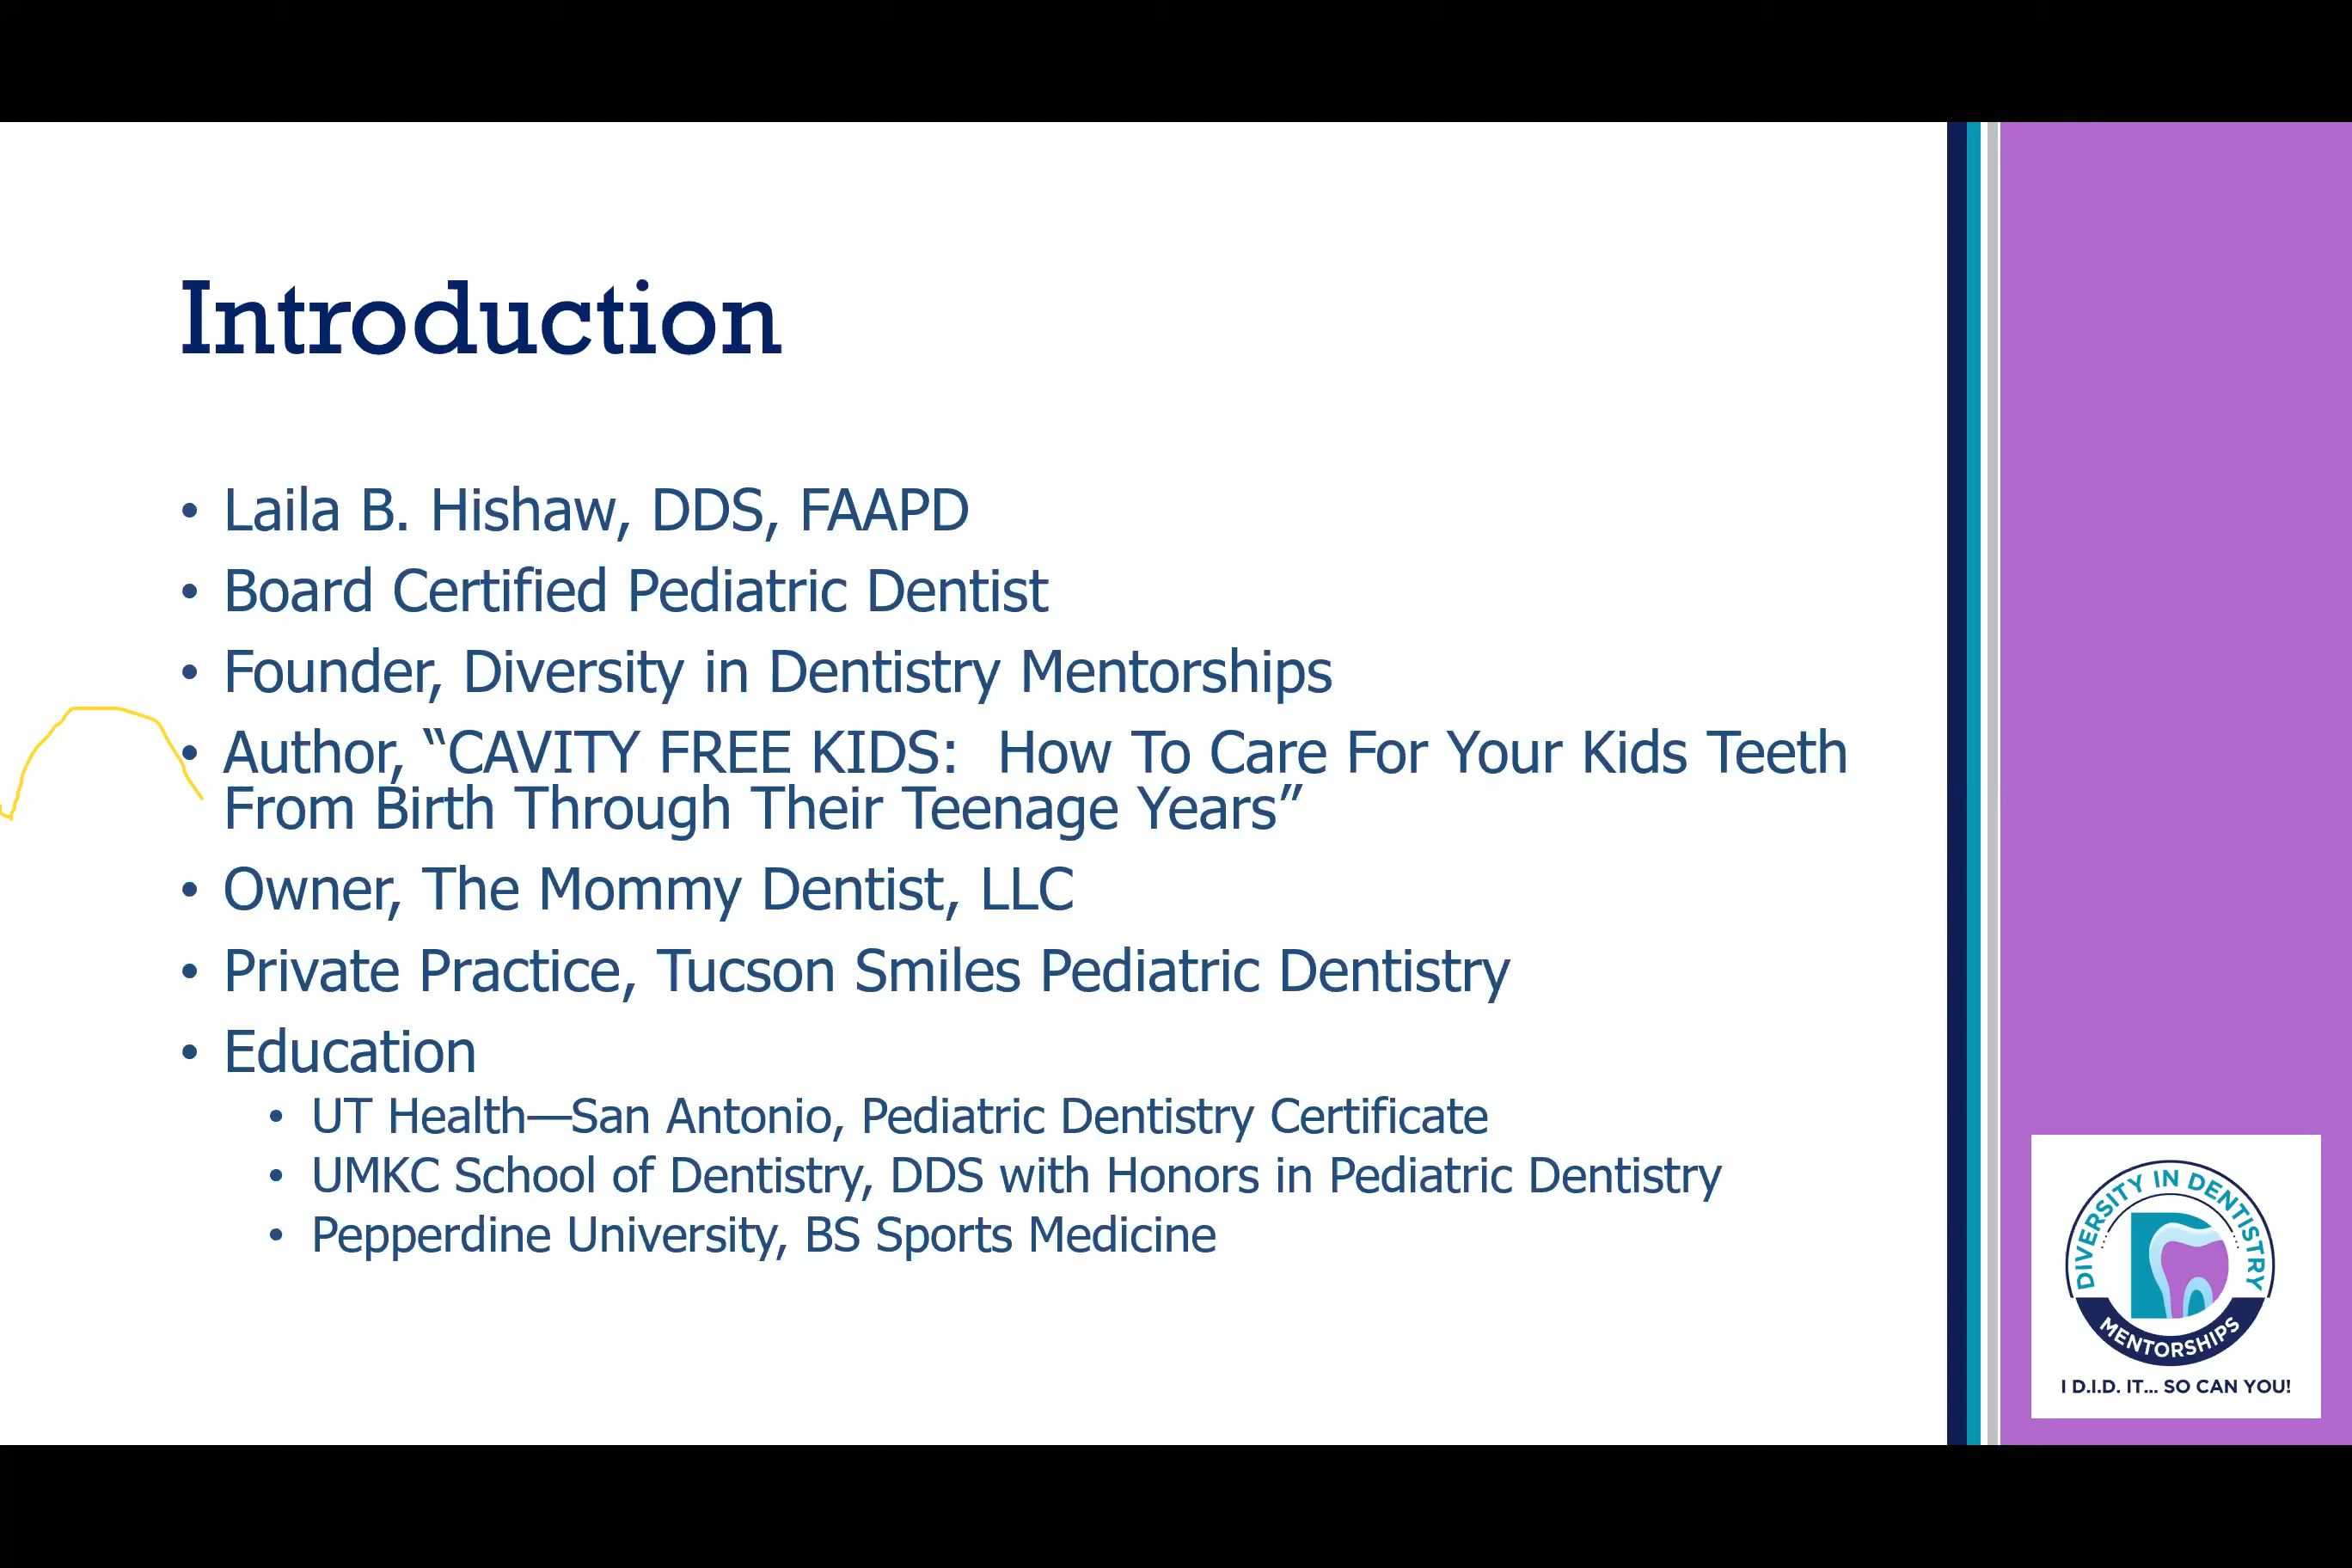 Introduction
• Laila B. Hishaw, DDS, FAAPD
• Board Certified Pediatric Dentist
• Founder, Diversity in Dentistry Mentorships
• Author, “CAVITY FREE KIDS:  How To Care For Your Kids Teeth
From Birth Through Their Teenage Years”
• Owner, The Mommy Dentist, LLC
• Private Practice, Tucson Smiles Pediatric Dentistry
• Education
• UT Health—San Antonio, Pediatric Dentistry Certificate
• UMKC School of Dentistry, DDS with Honors in Pediatric Dentistry
• Pepperdine University, BS Sports Medicine
DIVERSITY IN DENTISTRY
MENTORSHIPS
I D.I.D. IT... SO CAN YOU!